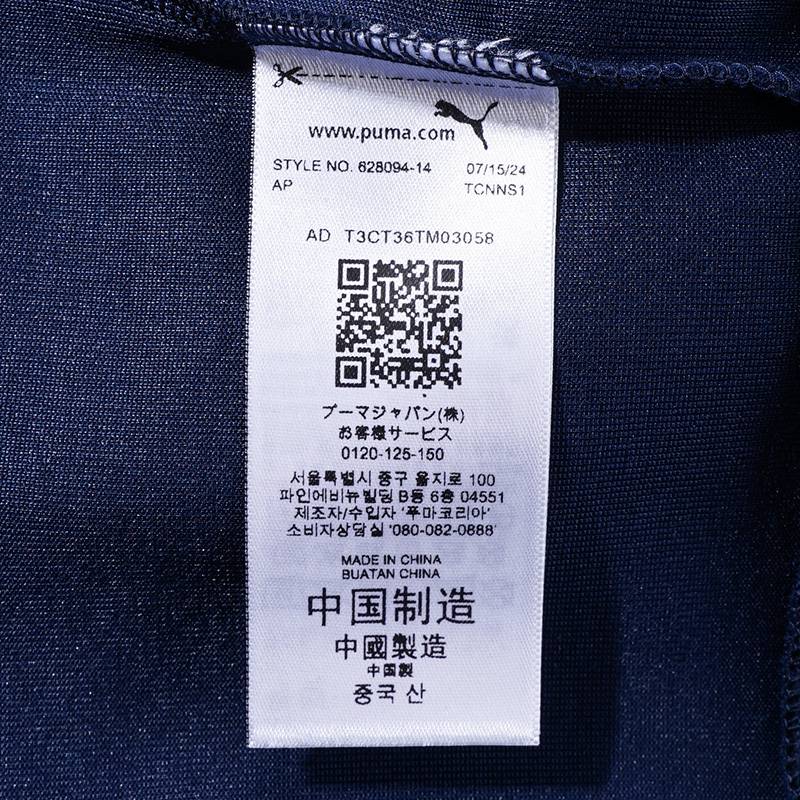 www.puma.com
STYLE NO. 628094-14 07/15/24
AP TCNNS1
AD T3CT36TM03058
プーマジャパン(株)
お客様サービス
0120-125-150
서울특별시 중구 을지로 100
파인에비뉴빌딩 B동 6층 04551
제조자/수입자 '푸마코리아'
소비자상담실 '080-082-0888'
MADE IN CHINA
BUATAN CHINA
中国制造
中國製造
中国製
중국 산